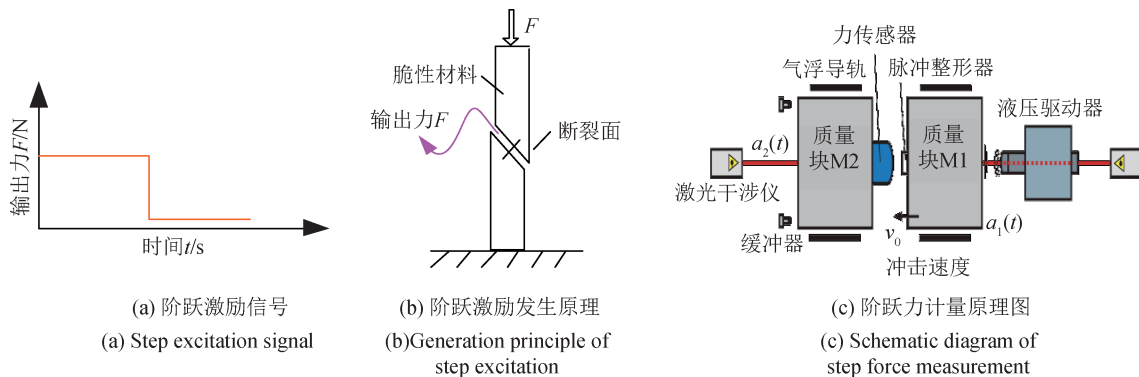 输出力F/N
时间t/s
(a) 阶跃激励信号
(a) Step excitation signal
F
脆性材料
输出力F
断裂面
(b) 阶跃激励发生原理
(b)Generation principle of
step excitation
力传感器
气浮导轨
脉冲整形器
液压驱动器
质量
块M2
质量
块M1
a₂(t)
激光干涉仪
缓冲器
v₀
a₁(t)
冲击速度
(c) 阶跃力计量原理图
(c) Schematic diagram of
step force measurement